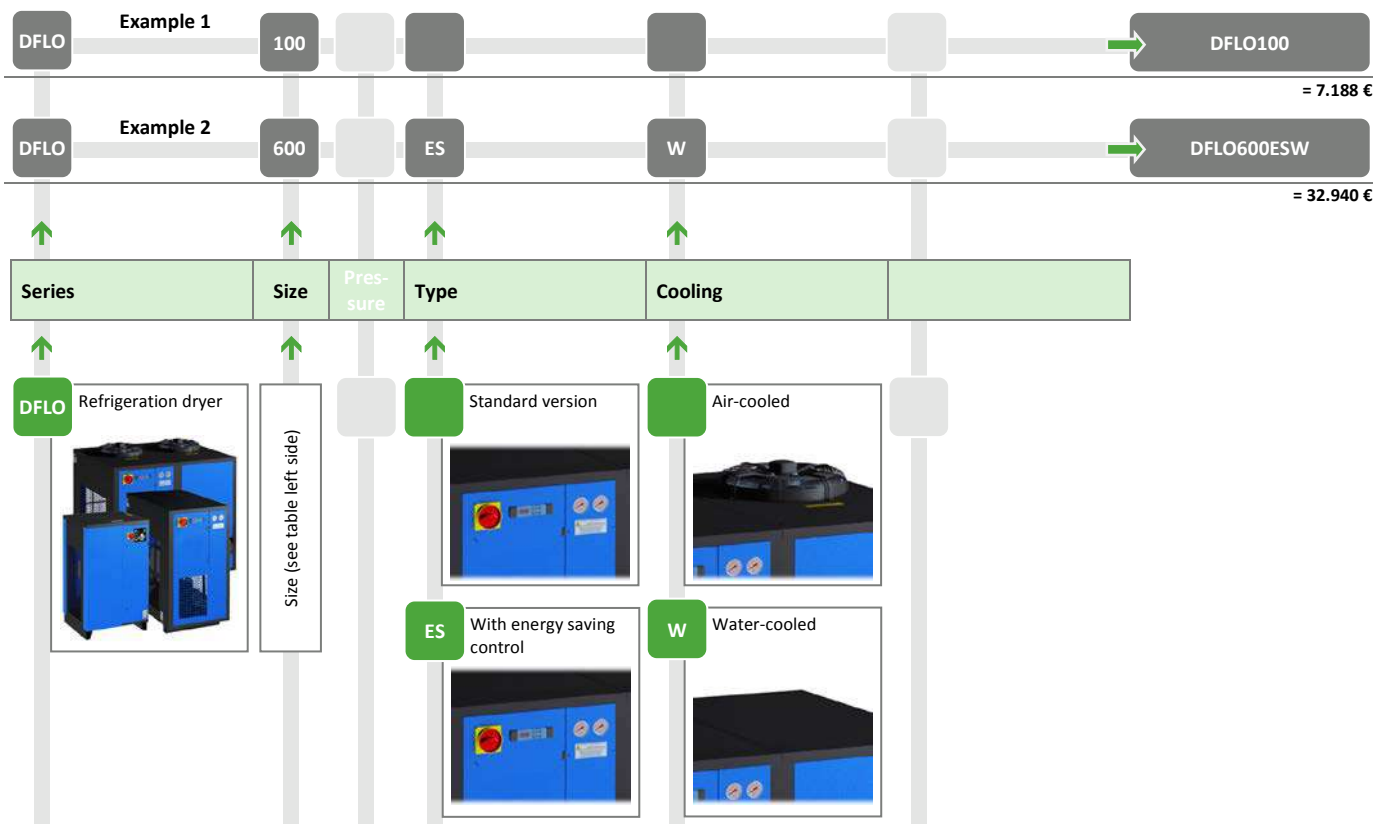 Example 1
DFLO
100
DFLO100
= 7.188 €
Example 2
DFLO
600
ES
W
DFLO600ESW
= 32.940 €
Series
Size
Pres-
sure
Type
Cooling
DFLO
Refrigeration dryer
Size (see table left side)
Standard version
Air-cooled
ES
With energy saving
control
W
Water-cooled